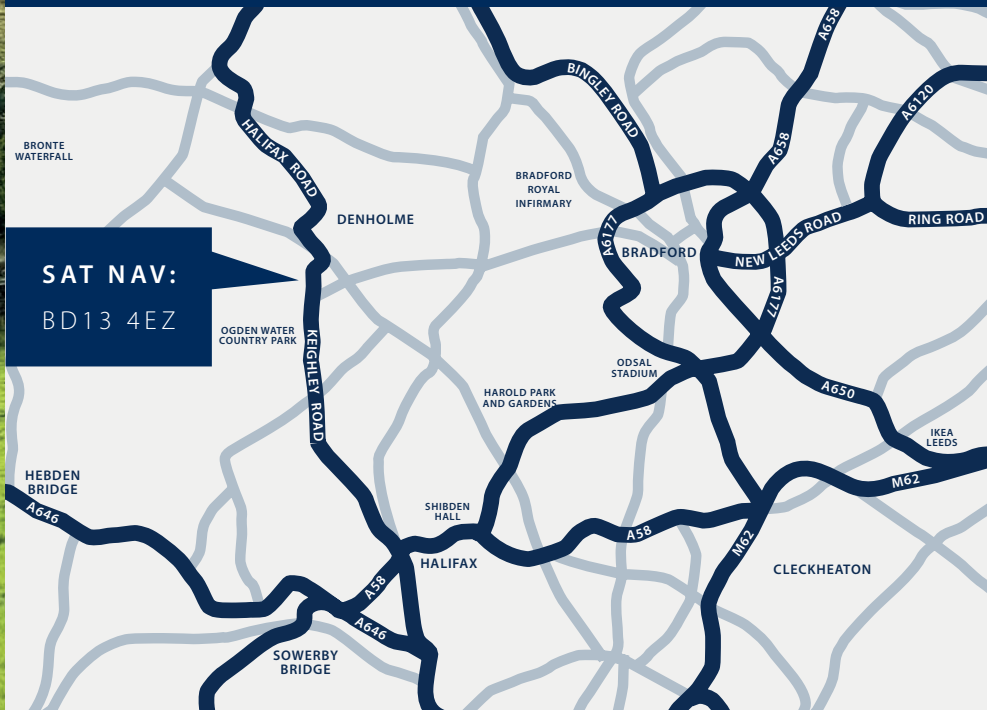 A658
BINGLEY ROAD
A6120
HALIFAX ROAD
BRONTE
WATERFALL
A658
BRADFORD
ROYAL
INFIRMARY
DENHOLME
A6177
BRADFORD
NEW LEEDS ROAD
RING ROAD
SAT NAV:
BD13 4EZ
A6177
OGDEN WATER
COUNTRY PARK
KEIGHLEY ROAD
ODSAL
STADIUM
HAROLD PARK
AND GARDENS
A650
IKEA
LEEDS
HEBDEN
BRIDGE
M62
A646
SHIBDEN
HALL
A58
M62
HALIFAX
CLECKHEATON
A58
A646
SOWERBY
BRIDGE